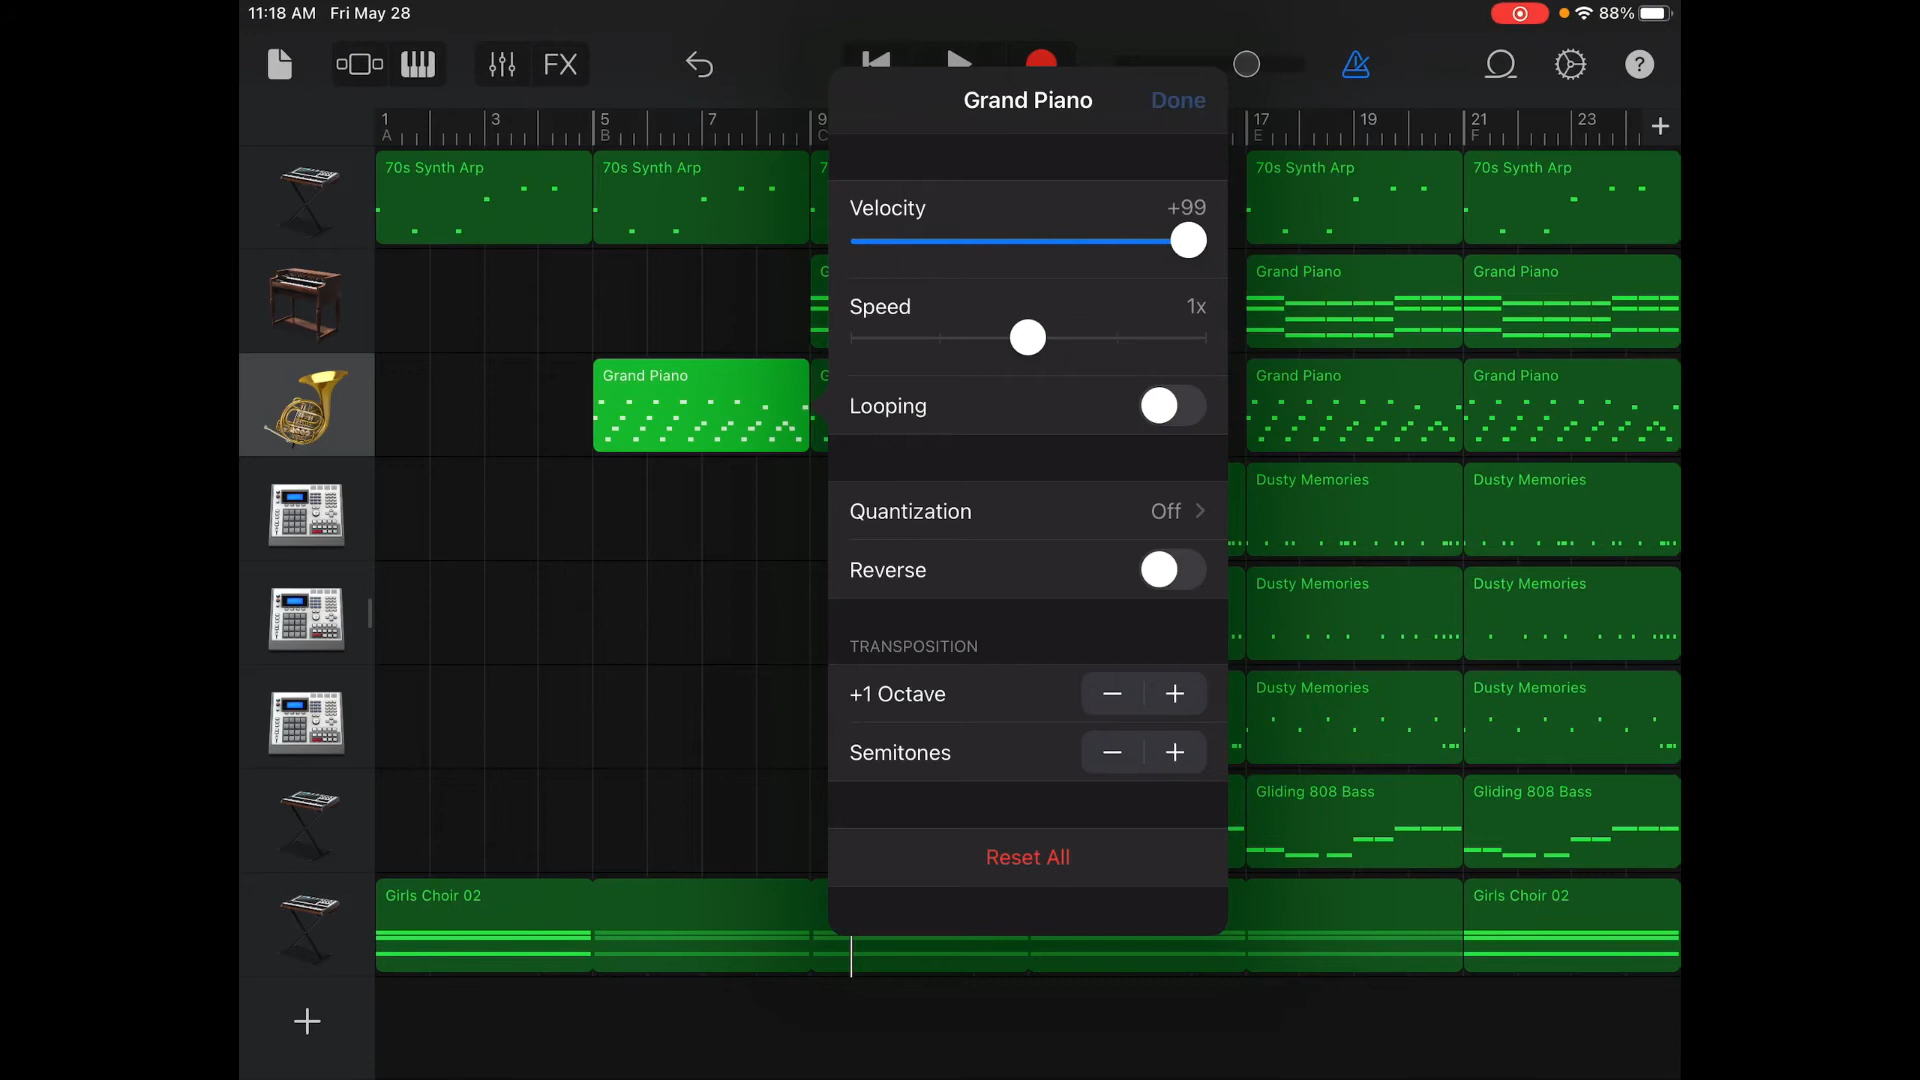 11:18 AM Fri May 28
88%
FX
Grand Piano Done
1 3 5 7 9 17 19 21 23
A B C E F
70s Synth Arp 70s Synth Arp 7 70s Synth Arp 70s Synth Arp
Velocity +99
G Grand Piano Grand Piano
Speed 1x
Grand Piano G Grand Piano Grand Piano
Looping
Dusty Memories Dusty Memories
Quantization Off
Reverse
Dusty Memories Dusty Memories
TRANSPOSITION
+1 Octave
Dusty Memories Dusty Memories
Semitones
Gliding 808 Bass Gliding 808 Bass
Reset All
Girls Choir 02 Girls Choir 02